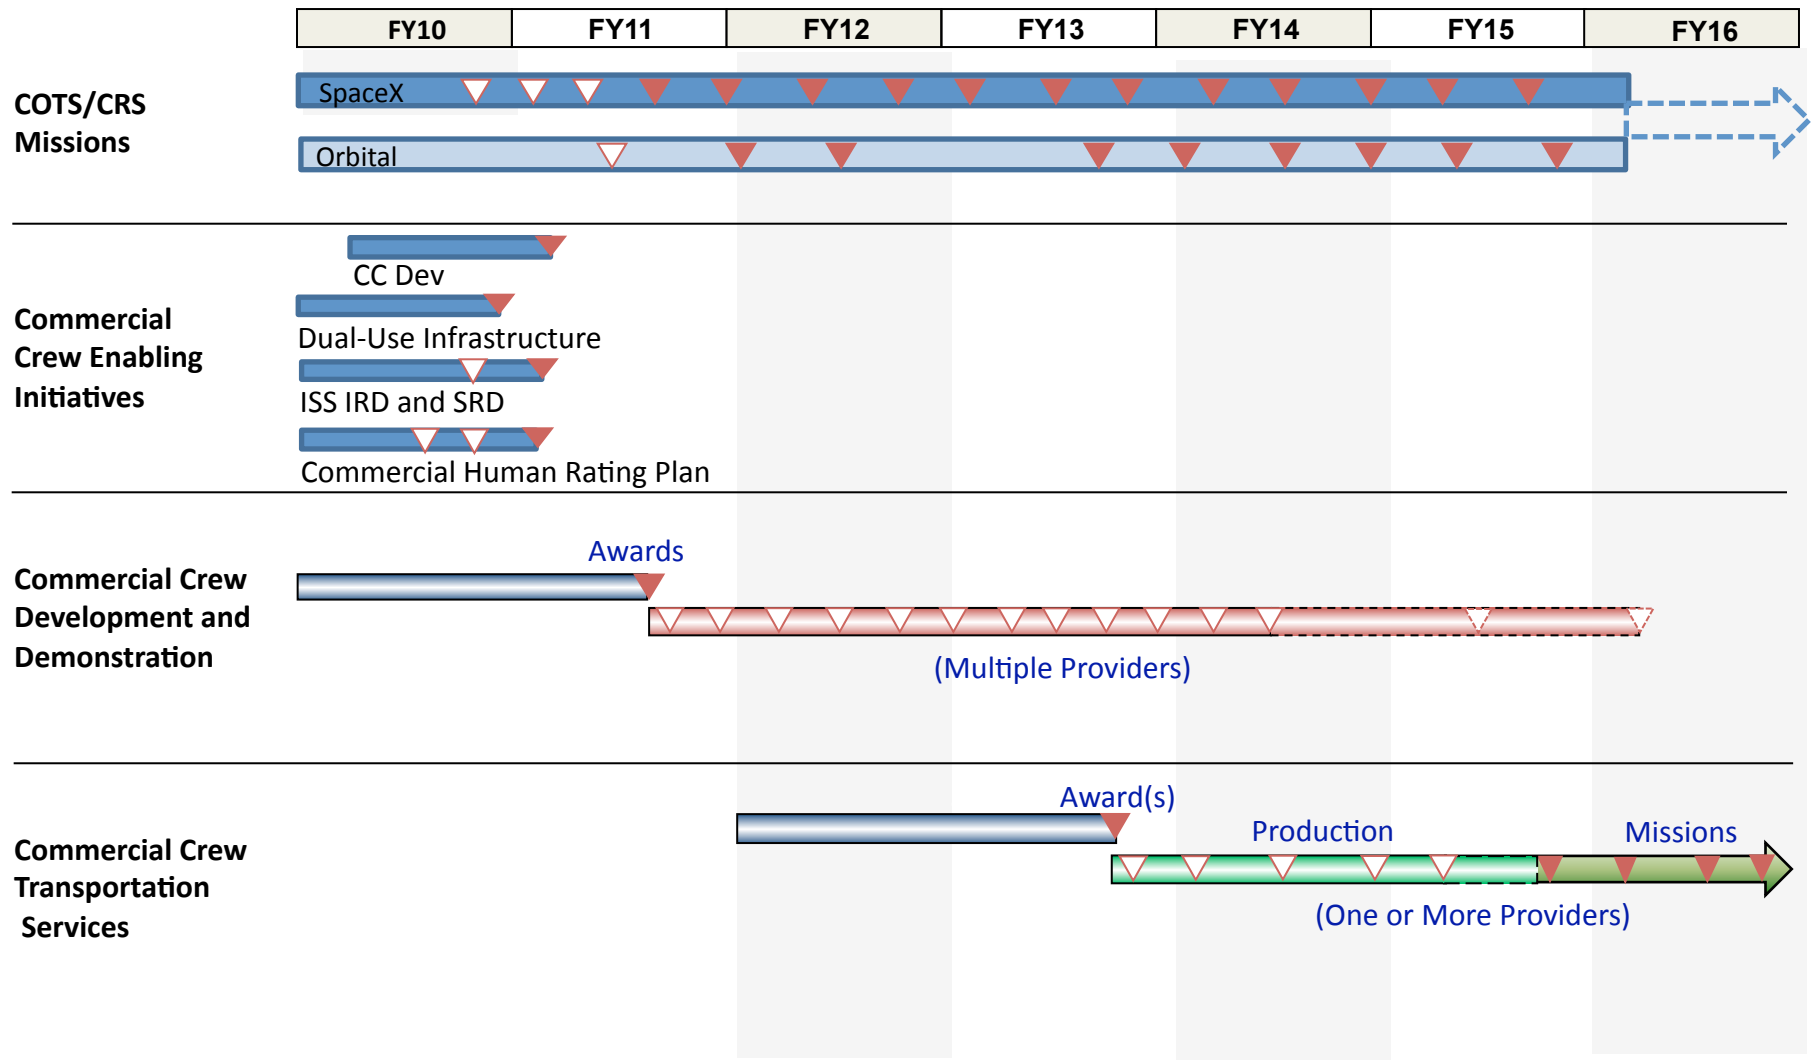 FY10 FY11 FY12 FY13 FY14 FY15 FY16
COTS/CRS
Missions
SpaceX
Orbital
Commercial
Crew Enabling
Initiatives
CC Dev
Dual-Use Infrastructure
ISS IRD and SRD
Commercial Human Rating Plan
Commercial Crew
Development and
Demonstration
Awards
(Multiple Providers)
Commercial Crew
Transportation
Services
Award(s)
Production
Missions
(One or More Providers)